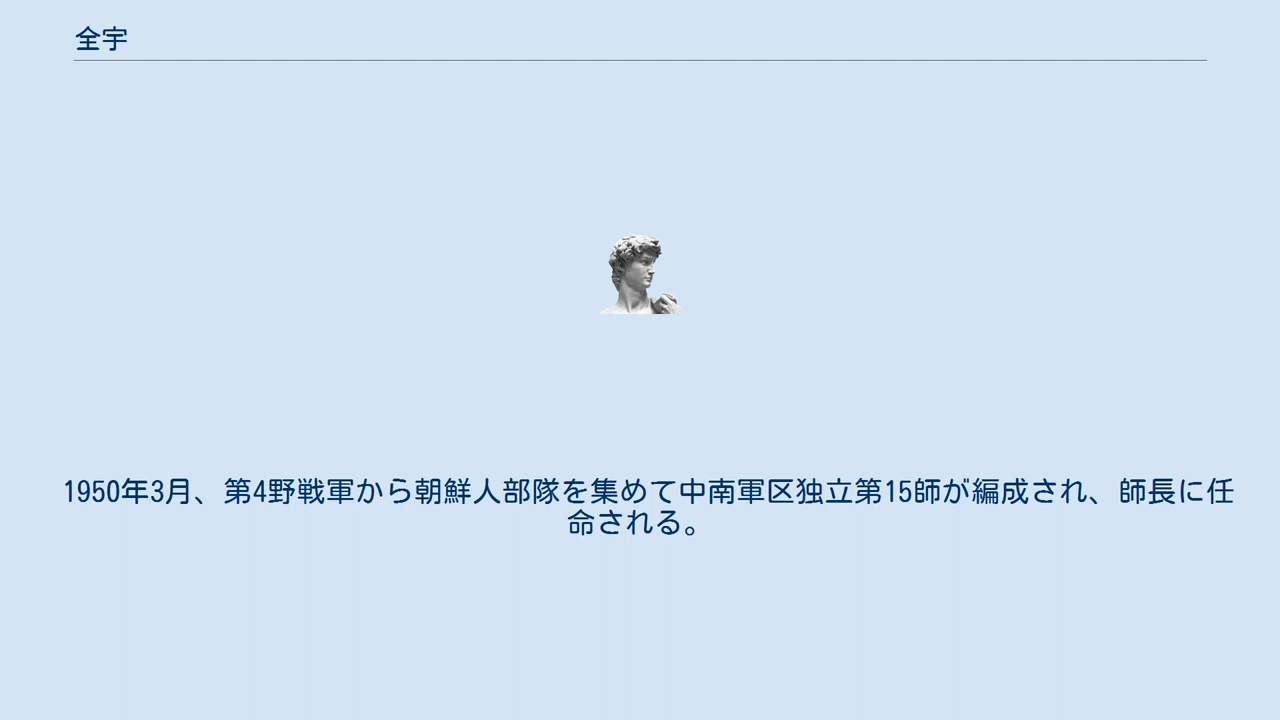 全宇
1950年3月、第4野戦軍から朝鮮人部隊を集めて中南軍区独立第15師が編成され、師長に任
命される。